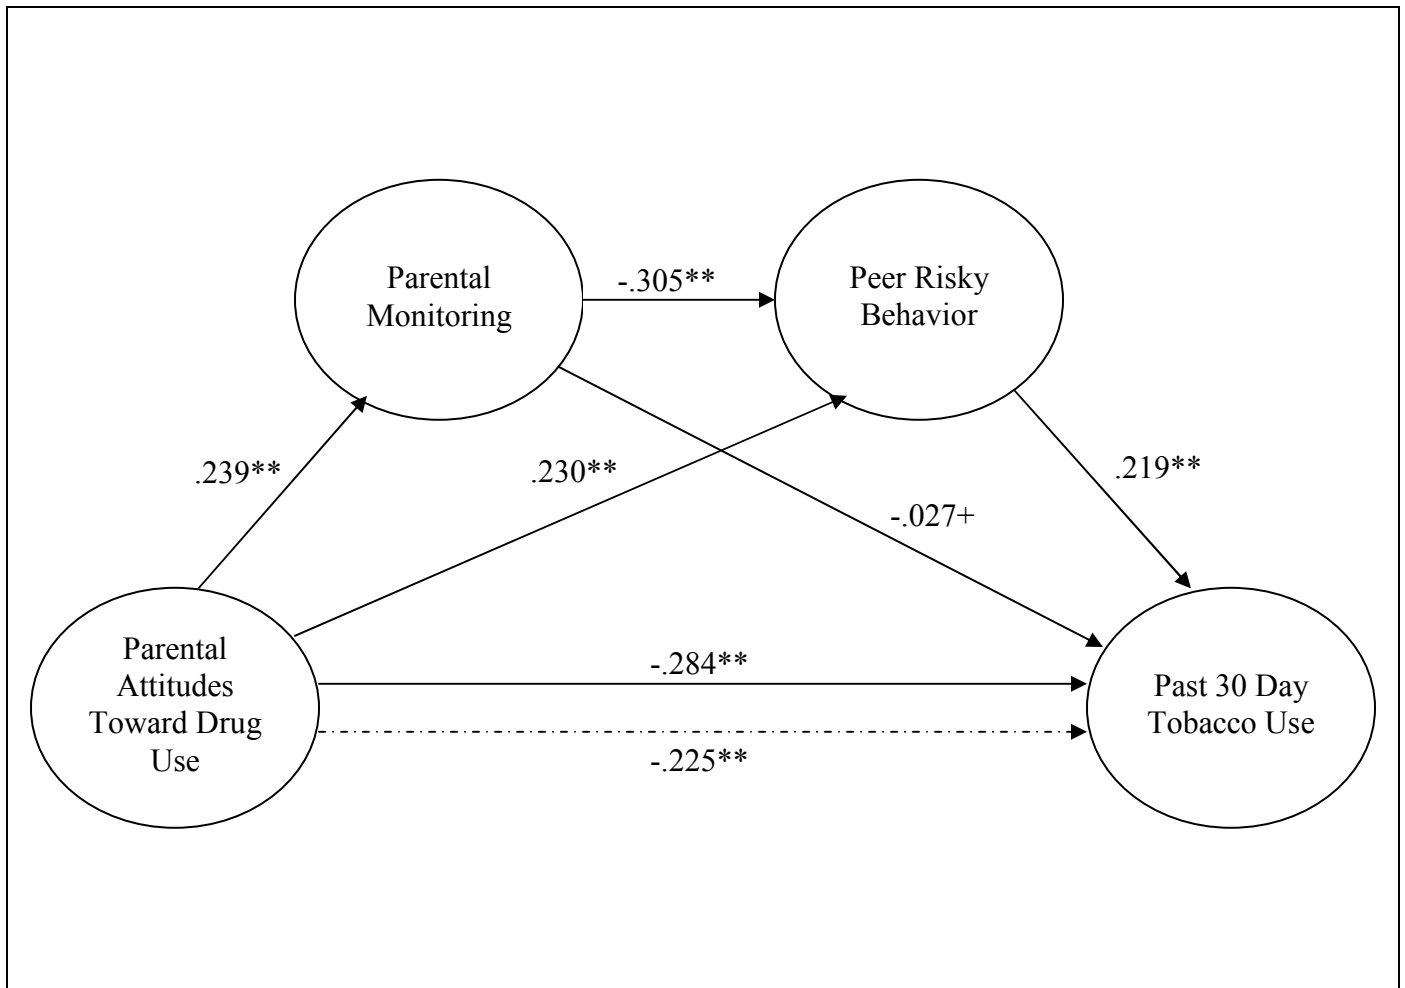 Parental
Monitoring
-.305**
Peer Risky
Behavior
.239**
.230**
.219**
-.027+
Parental
Attitudes
Toward Drug
Use
-.284**
-.225**
Past 30 Day
Tobacco Use